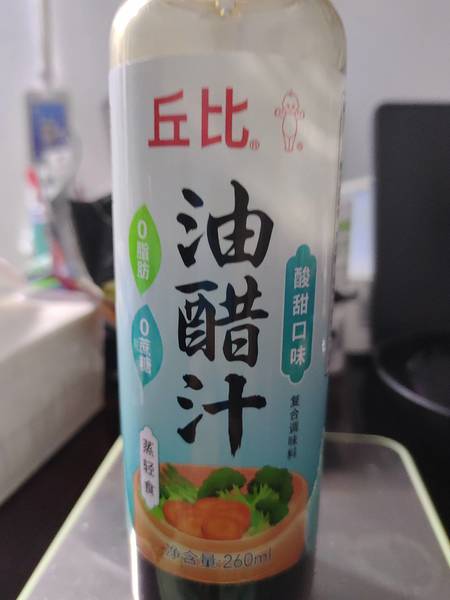 丘比®
油醋汁
0脂肪
0蔗糖
酸甜口味
复合调味料
蒸轻食
净含量:260ml